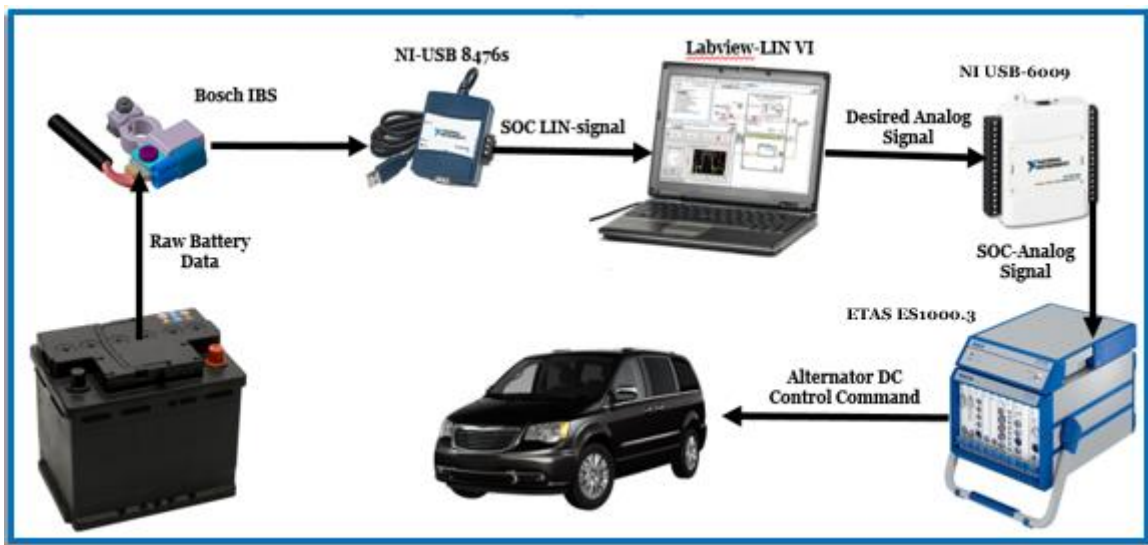 Labview-LIN VI
NI-USB 8476s
NI USB-6009
Bosch IBS
SOC LIN-signal
Desired Analog
Signal
Raw Battery
Data
SOC-Analog
Signal
ETAS ES1000.3
Alternator DC
Control Command